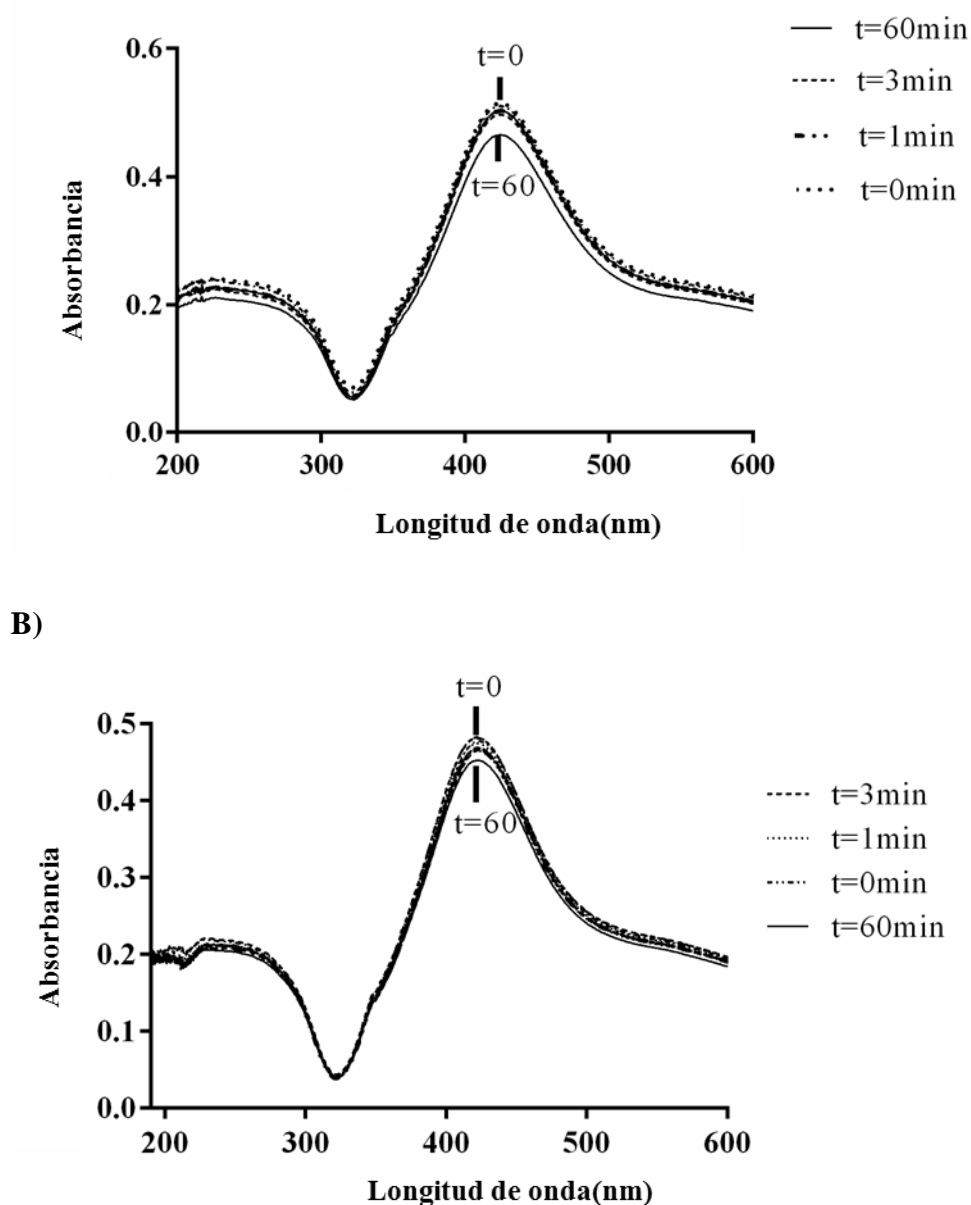 t=60min
t=3min
t=1min
t=0min
0.6
0.4
0.2
0.0
Absorbancia
t=0
t=60
200 300 400 500 600
Longitud de onda(nm)
B)
0.5
0.4
0.3
0.2
0.1
0.0
Absorbancia
t=0
t=60
t=3min
t=1min
t=0min
t=60min
200 300 400 500 600
Longitud de onda(nm)